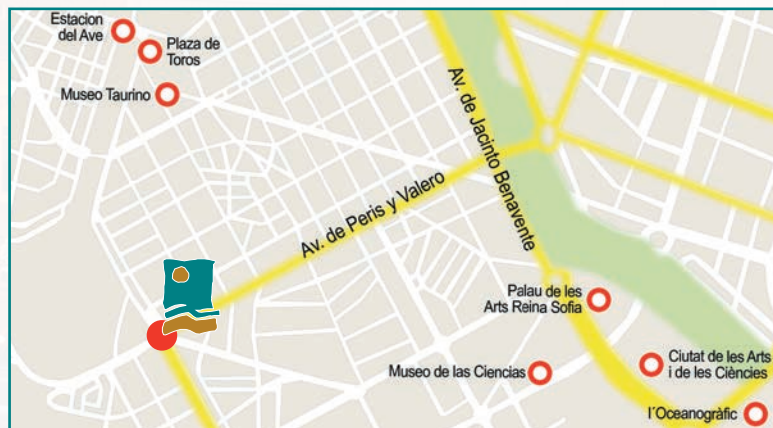 Estacion
del Ave
Plaza de
Toros
Museo Taurino
Av. de Jacinto Benavente
Av. de Peris y Valero
Palau de les
Arts Reina Sofia
Museo de las Ciencias
Ciutat de les Arts
i de les Ciències
l´Oceanogràfic